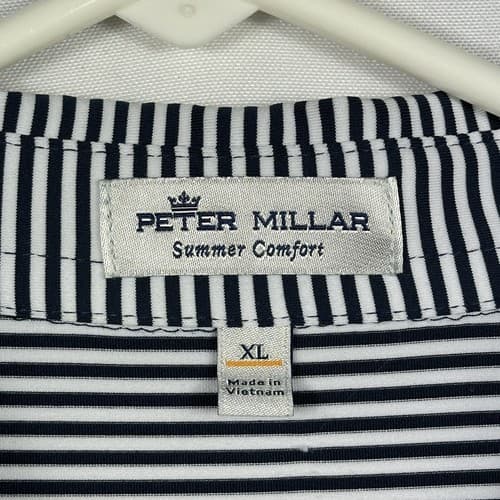 PETER MILLAR
Summer Comfort
XL
Made in
Vietnam